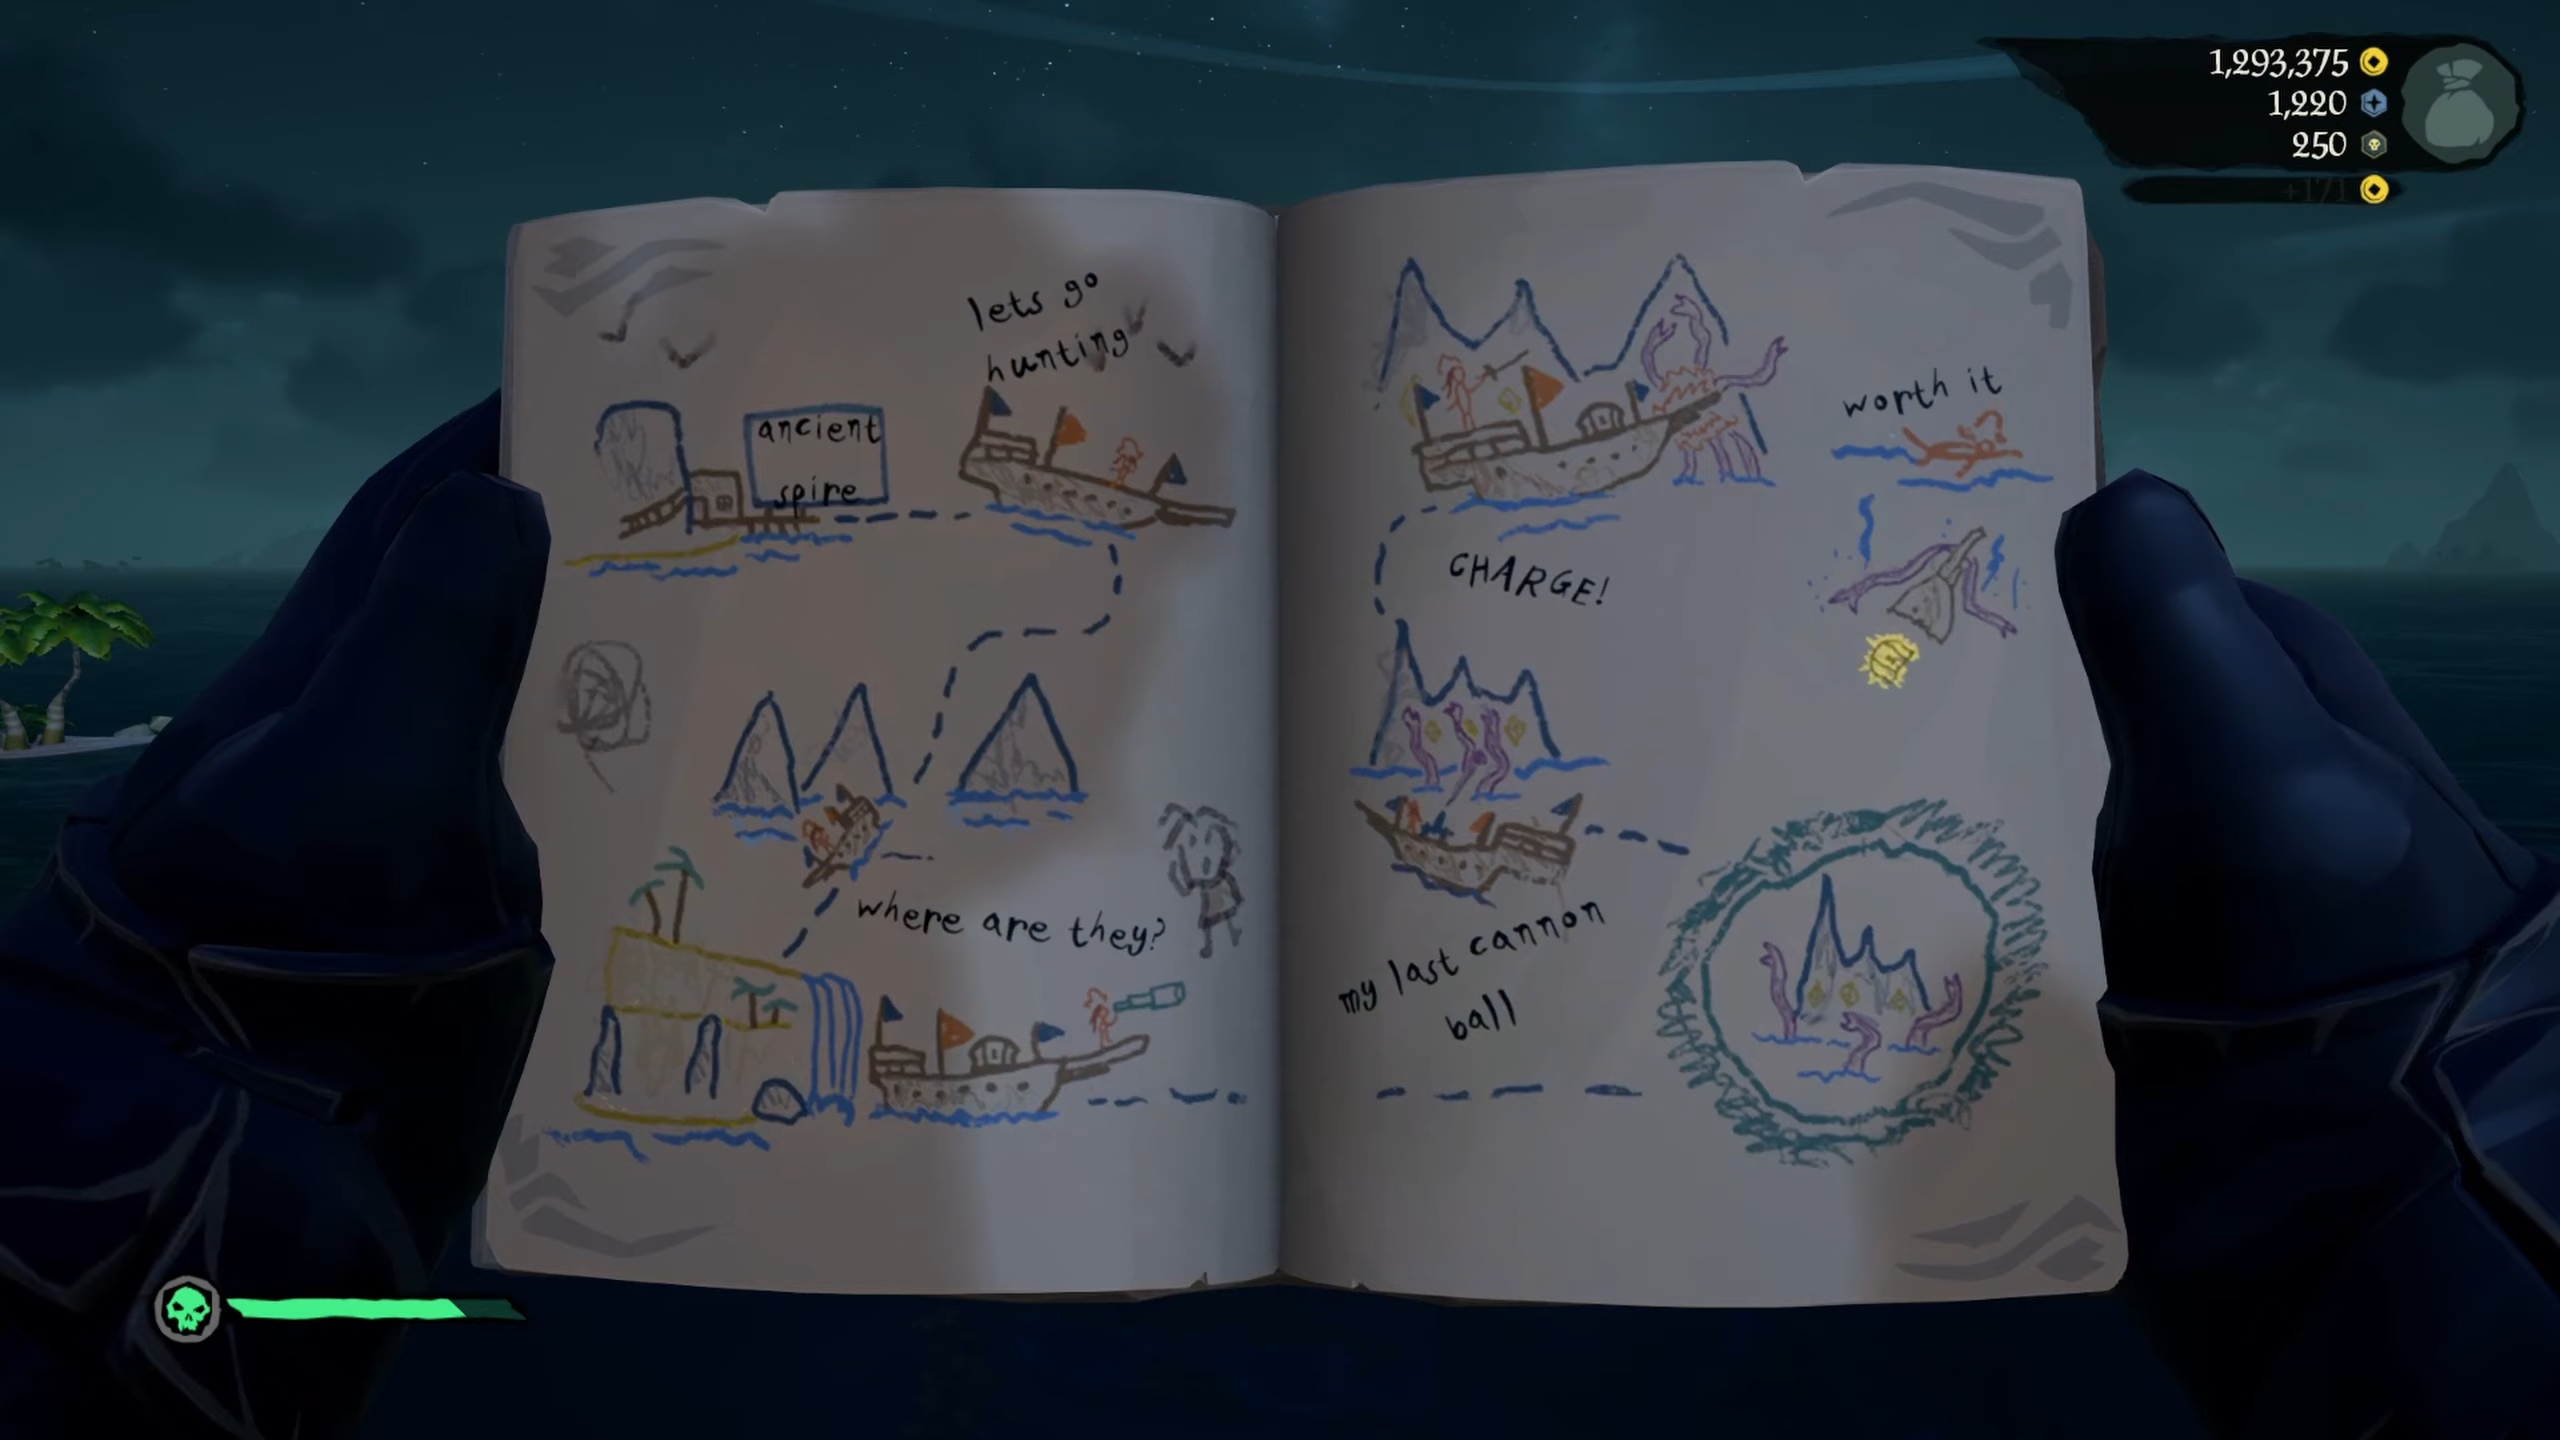 1,293,375
1,220
250
+171
lets go
hunting
ancient
spire
where are they?
worth it
CHARGE!
my last cannon
ball